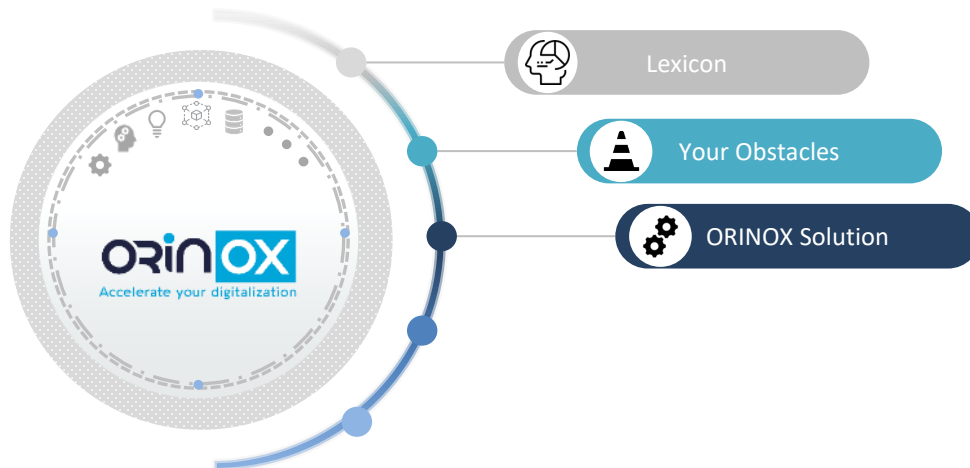 Lexicon
Your Obstacles
ORINOX Solution
ORiNOX
Accelerate your digitalization